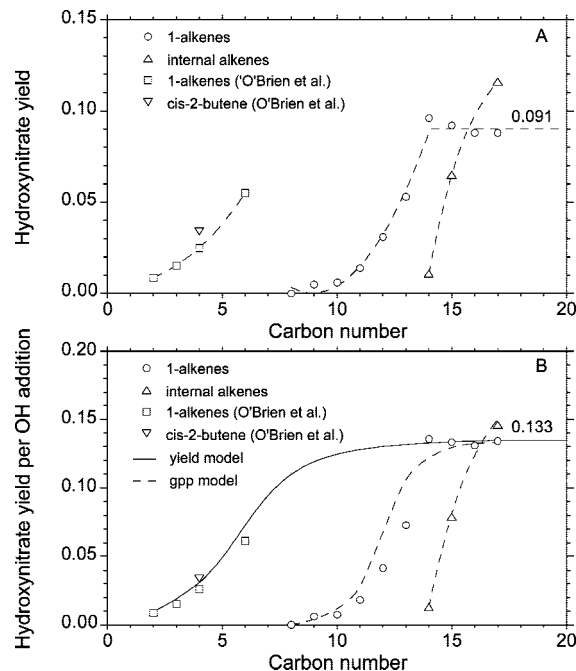 A
0.15
0.10
0.05
0.00
Hydroxynitrate yield
1-alkenes
internal alkenes
1-alkenes ('O'Brien et al.)
cis-2-butene (O'Brien et al.)
0.091
0 5 10 15 20
Carbon number
B
0.20
0.15
0.10
0.05
0.00
Hydroxynitrate yield per OH addition
1-alkenes
internal alkenes
1-alkenes (O'Brien et al.)
cis-2-butene (O'Brien et al.)
yield model
gpp model
0.133
0 5 10 15 20
Carbon number